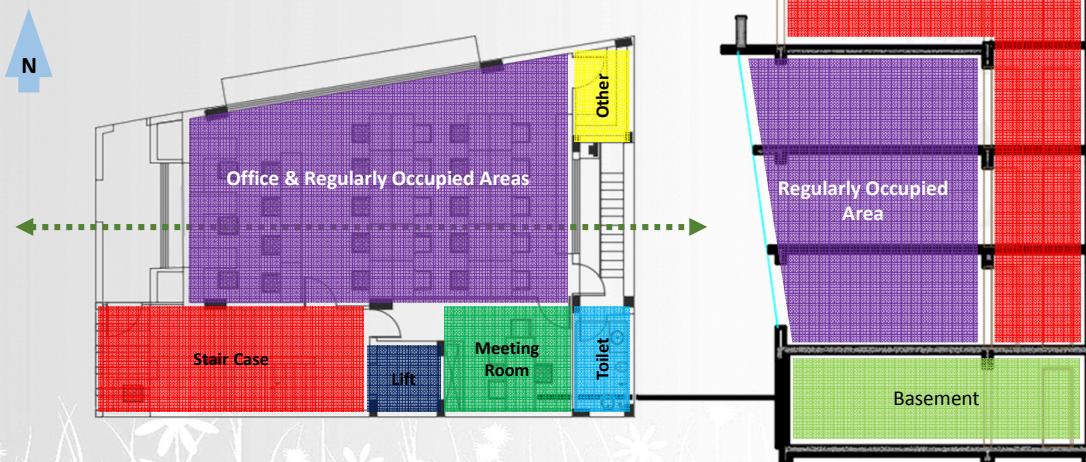 N
Other
Office & Regularly Occupied Areas
Regularly Occupied
Area
Stair Case
Lift
Meeting
Room
Toilet
Basement